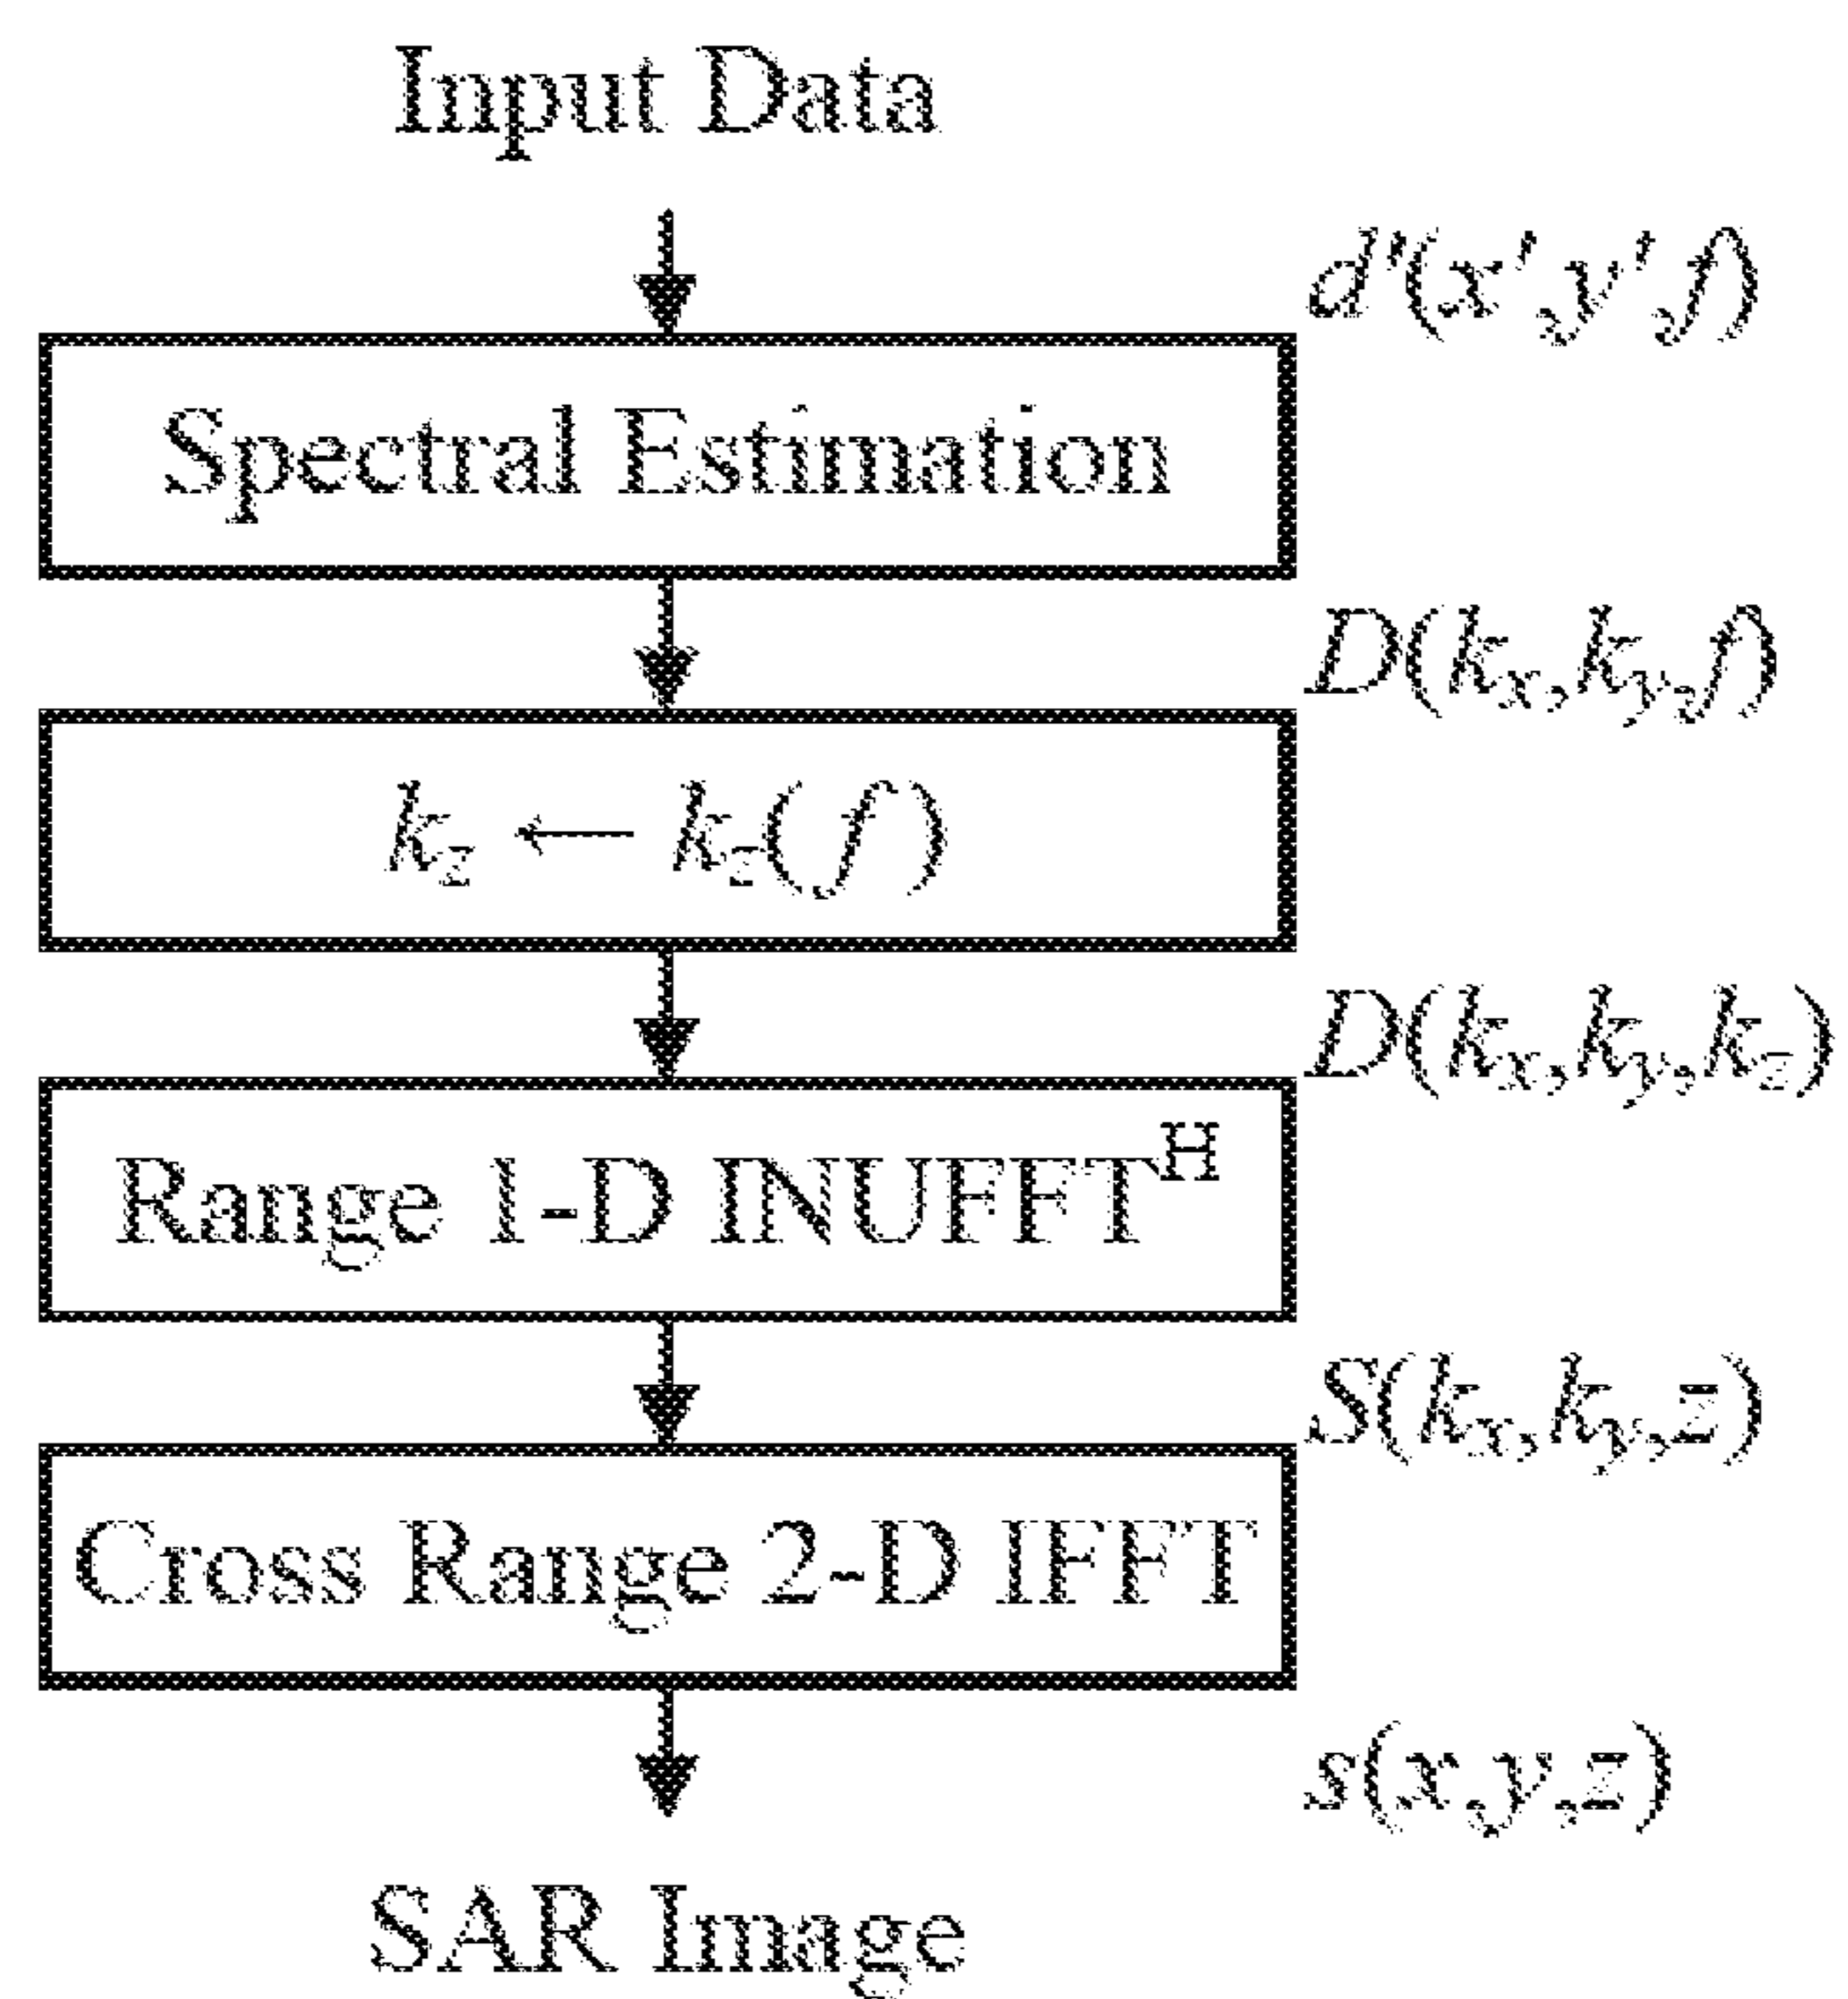 Input Data
d'(x',y',f)
Spectral Estimation
D(kx,ky,f)
kz ← kz(f)
D(kx,ky,kz)
Range 1-D INUFFT^H
S(kx,ky,z)
Cross Range 2-D IFFT
s(x,y,z)
SAR Image